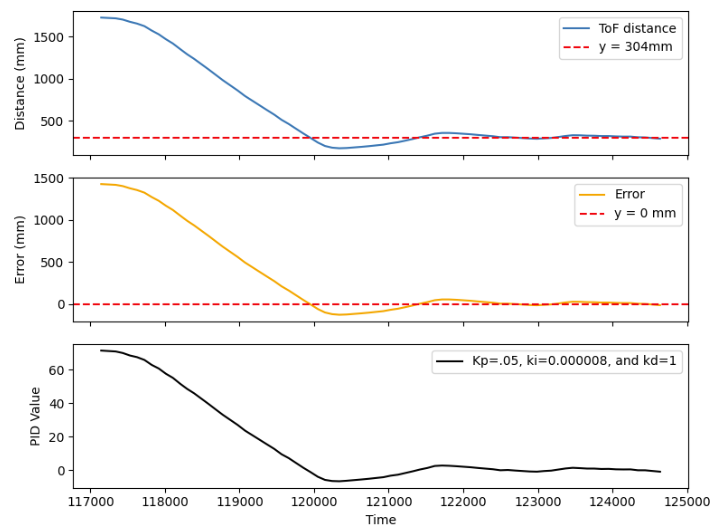 1500
1000
500
Distance (mm)
ToF distance
y = 304mm
1500
1000
500
0
Error (mm)
Error
y = 0 mm
60
40
20
0
PID Value
Kp=.05, ki=0.000008, and kd=1
117000 118000 119000 120000 121000 122000 123000 124000 125000
Time